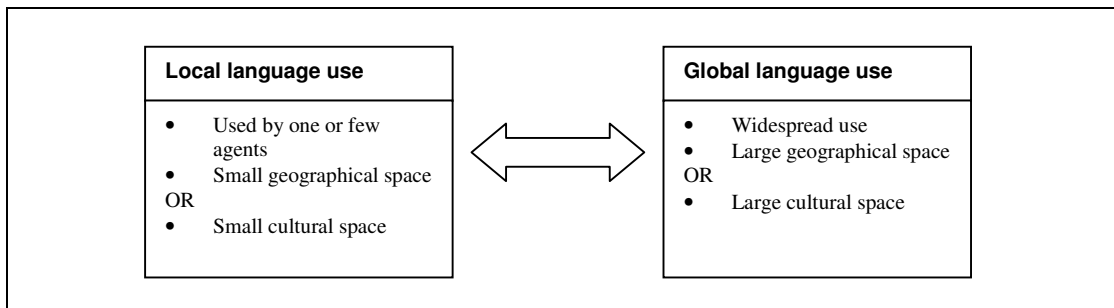 Local language use
• Used by one or few
agents
• Small geographical space
OR
• Small cultural space
Global language use
• Widespread use
• Large geographical space
OR
• Large cultural space